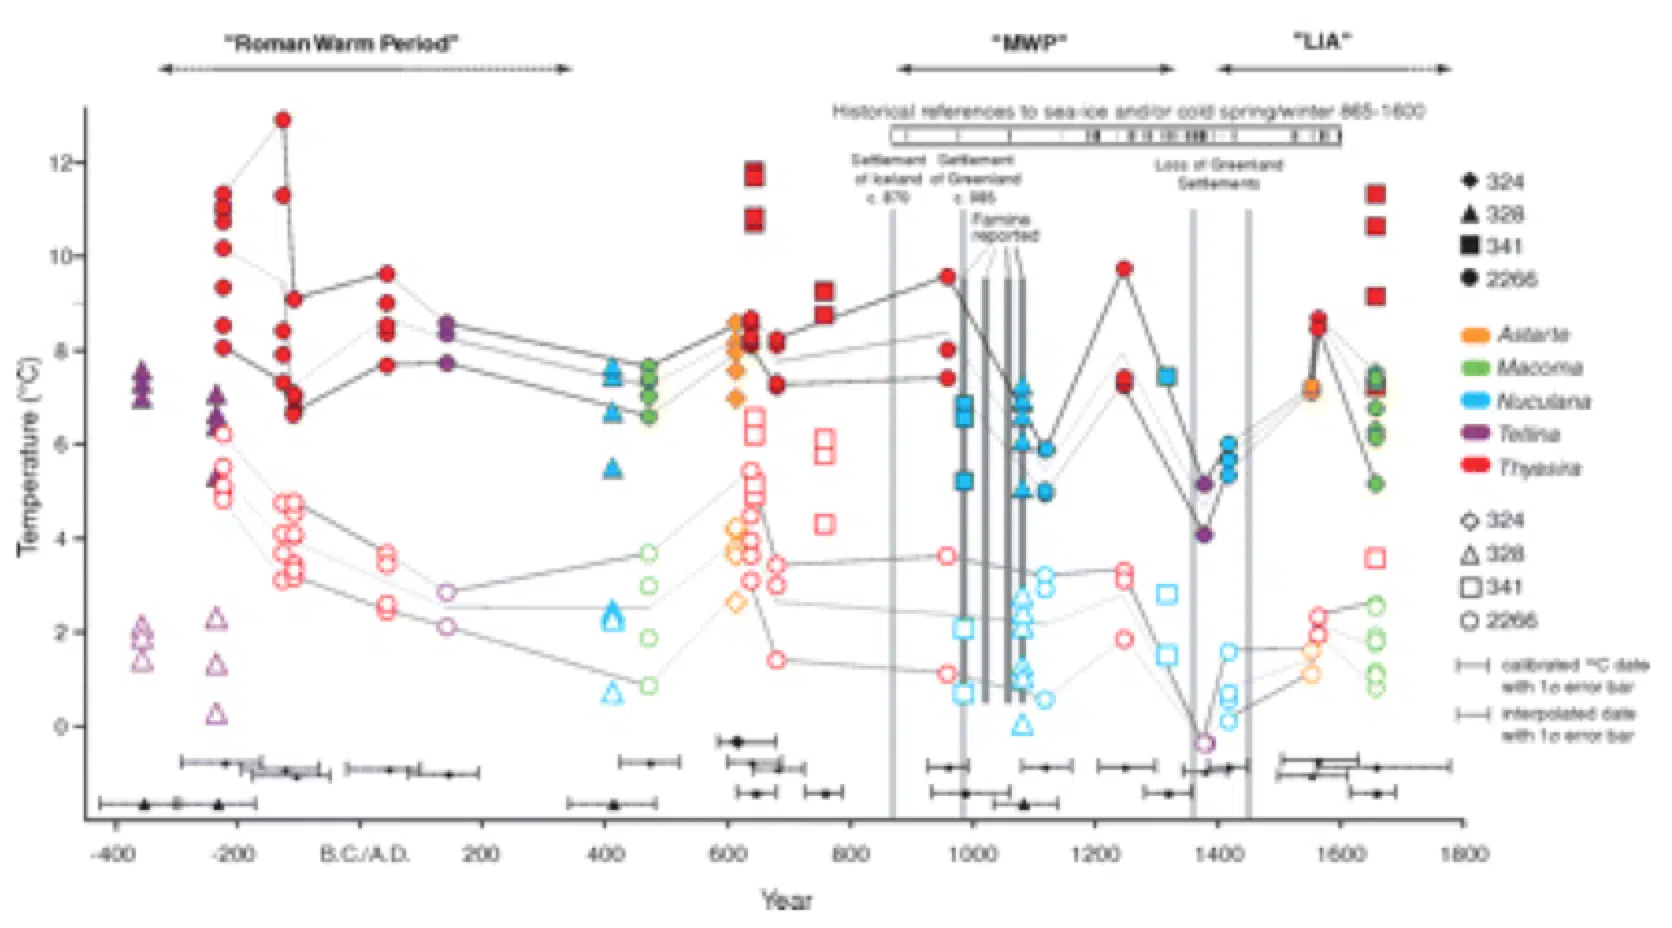 "Roman Warm Period"
"MWP"
"LIA"
Historical references to sea-ice and/or cold spring/winter 865-1600
Settlement
of Iceland
c. 870
Settlement
of Greenland
c. 985
Famine
reported
Loss of Greenland
Settlements
Temperature (°C)
12
10
8
6
4
2
0
-400
-200
B.C./A.D.
200
400
600
800
1000
1200
1400
1600
1800
Year
324
328
341
2266
Astarte
Macoma
Nuculana
Tellina
Thyasira
324
328
341
2266
calibrated ¹⁴C date
with 1σ error bar
interpolated date
with 1σ error bar